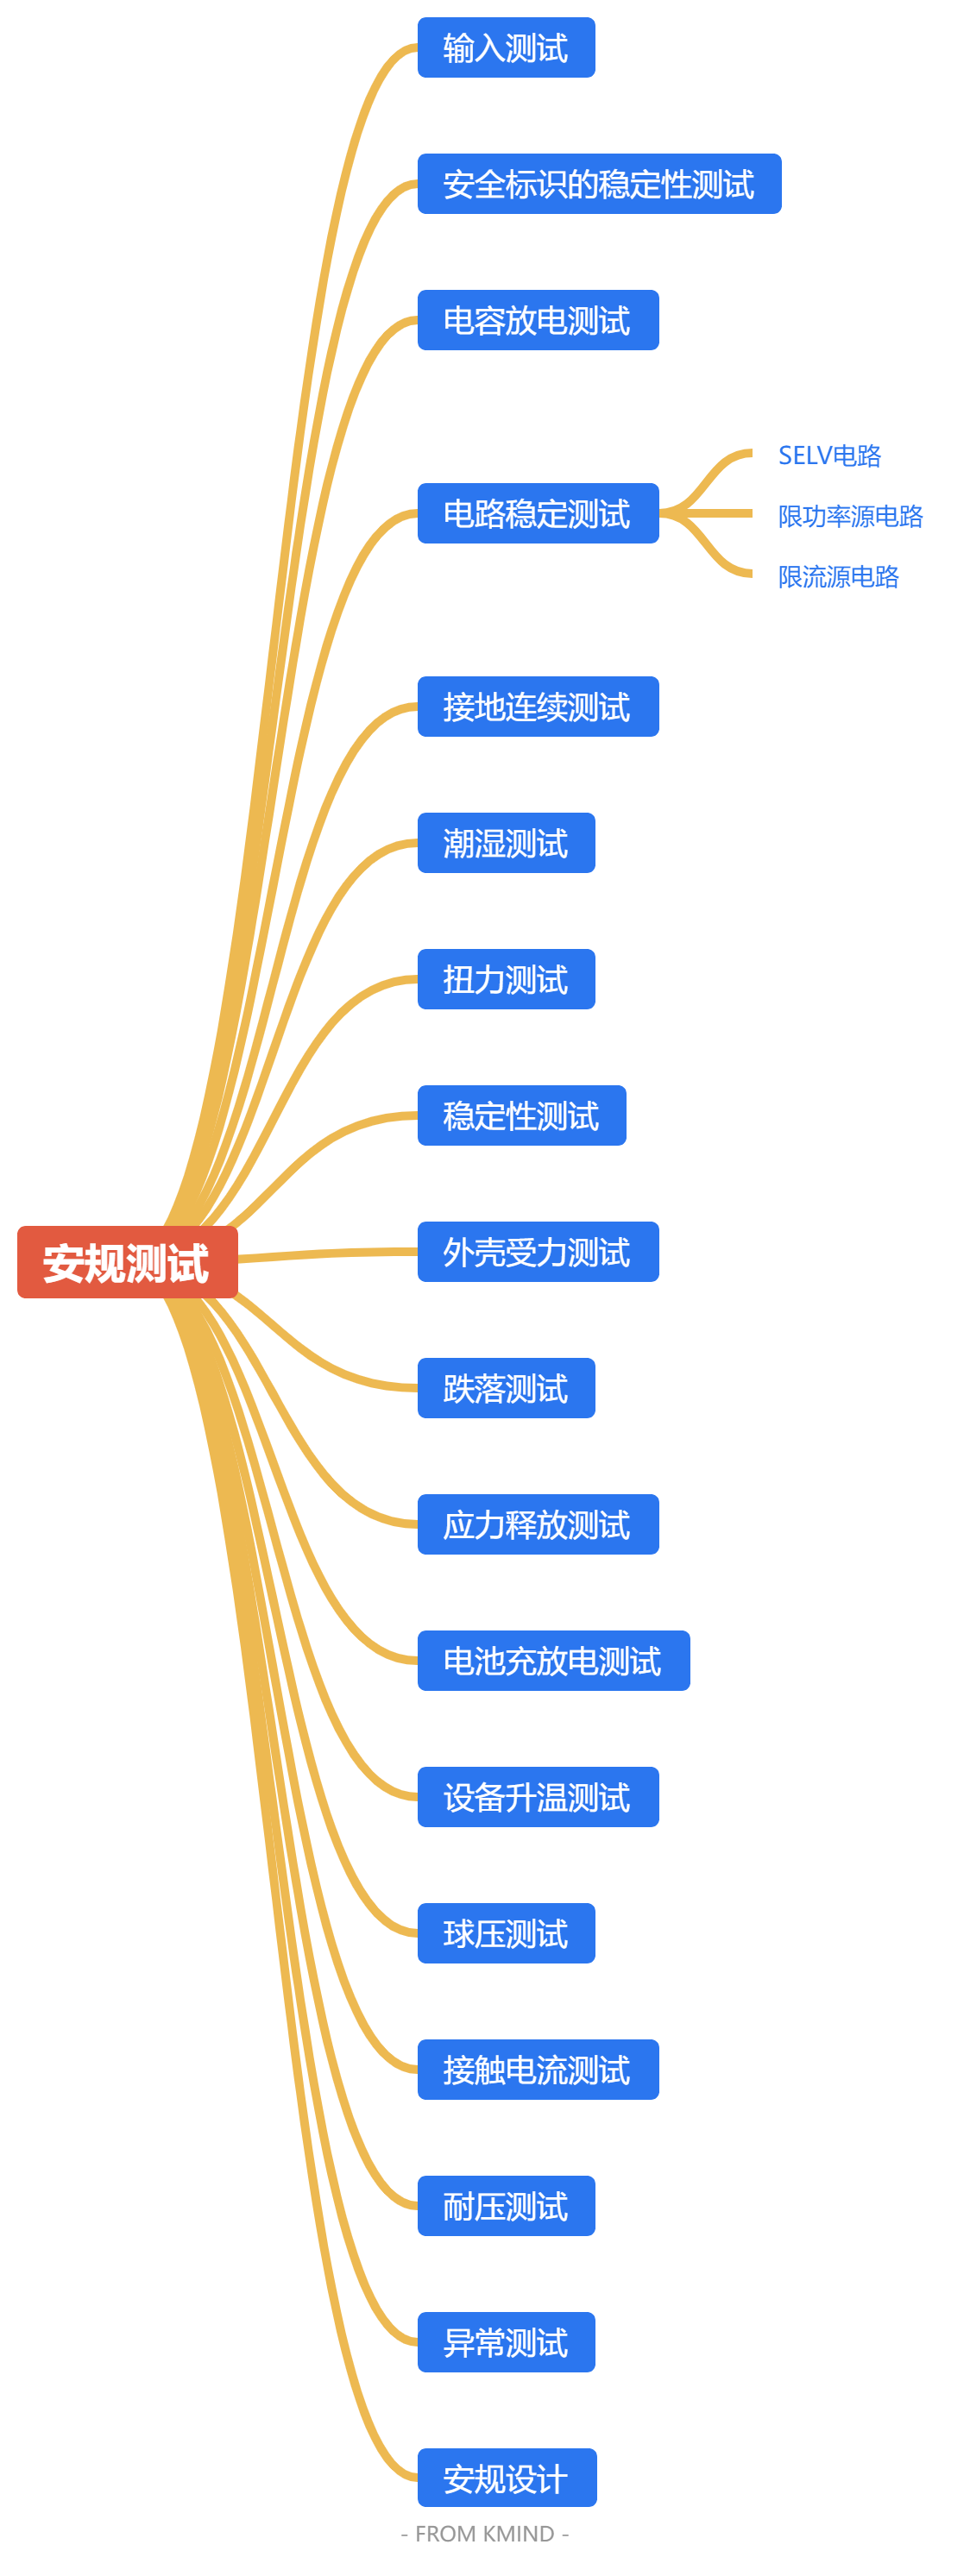 输入测试
安全标识的稳定性测试
电容放电测试
SELV电路
电路稳定测试
限功率源电路
限流源电路
接地连续测试
潮湿测试
扭力测试
稳定性测试
外壳受力测试
安规测试
跌落测试
应力释放测试
电池充放电测试
设备升温测试
球压测试
接触电流测试
耐压测试
异常测试
安规设计
- FROM KMIND -